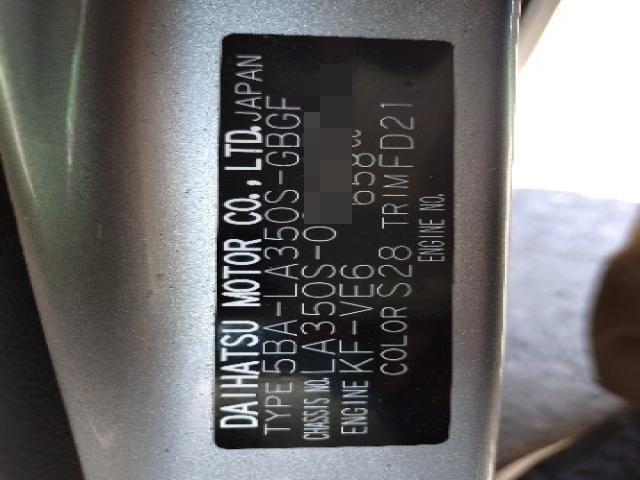 DAIHATSU MOTOR CO., LTD. JAPAN
TYPE 5BA-LA350S-GBGF
CHASSIS NO. LA350S-0
ENGINE KF-VE6 658cc
COLOR S28 TRIM FD21
ENGINE NO.